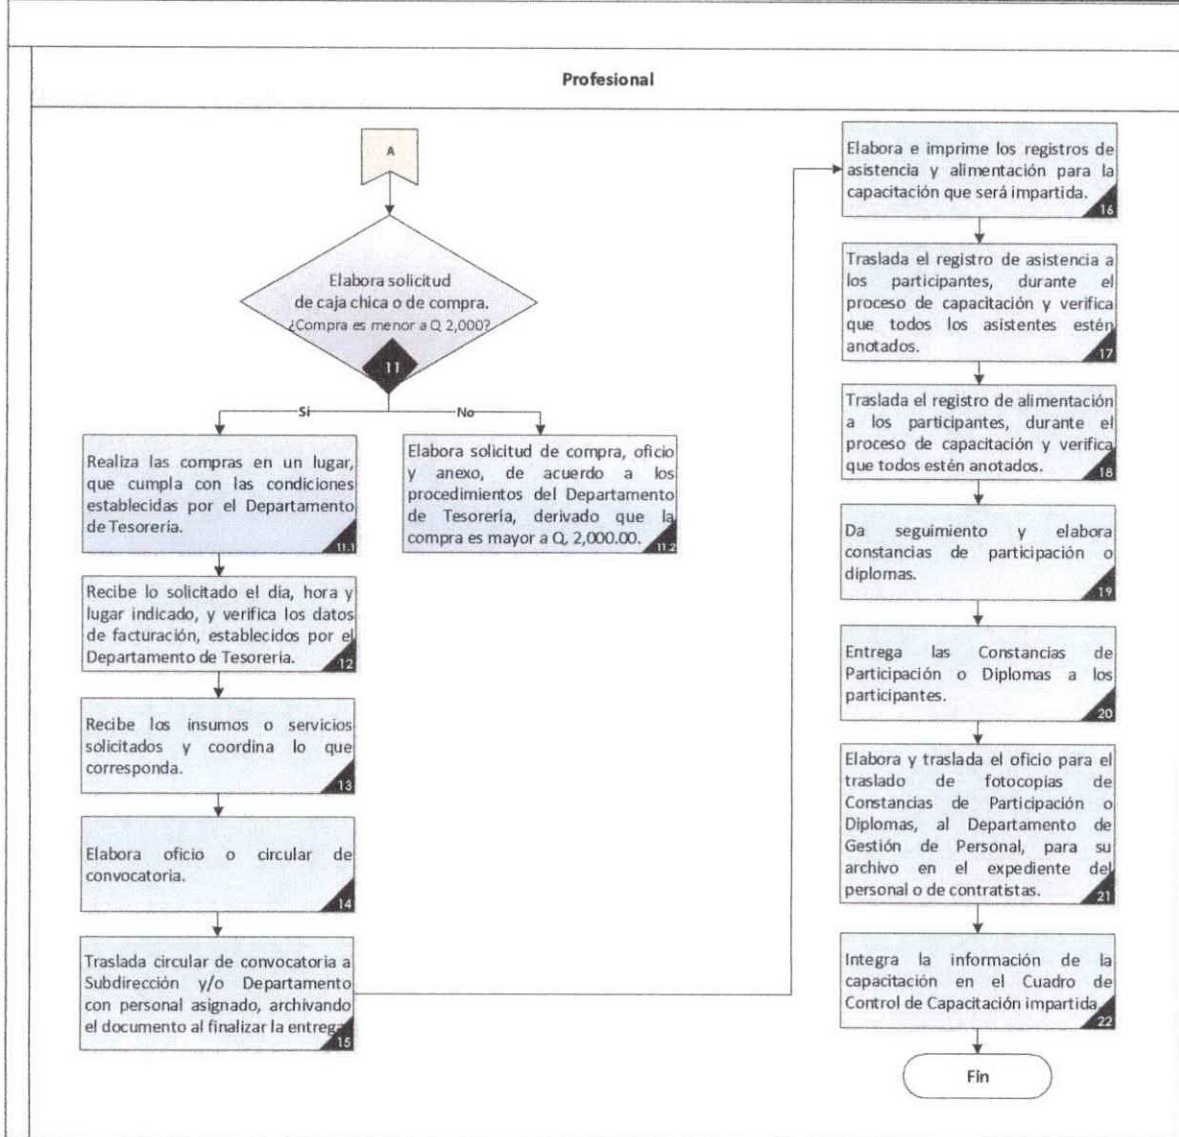 Profesional
A
Elabora solicitud
de caja chica o de compra.
¿Compra es menor a Q 2,000?
11
Si
No
Realiza las compras en un lugar,
que cumpla con las condiciones
establecidas por el Departamento
de Tesorería.
11.1
Elabora solicitud de compra, oficio
y anexo, de acuerdo a los
procedimientos del Departamento
de Tesorería, derivado que la
compra es mayor a Q. 2,000.00.
11.2
Recibe lo solicitado el día, hora y
lugar indicado, y verifica los datos
de facturación, establecidos por el
Departamento de Tesorería.
12
Recibe los insumos o servicios
solicitados y coordina lo que
corresponda.
13
Elabora oficio o circular de
convocatoria.
14
Traslada circular de convocatoria a
Subdirección y/o Departamento
con personal asignado, archivando
el documento al finalizar la entrega
15
Elabora e imprime los registros de
asistencia y alimentación para la
capacitación que será impartida.
16
Traslada el registro de asistencia a
los participantes, durante el
proceso de capacitación y verifica
que todos los asistentes estén
anotados.
17
Traslada el registro de alimentación
a los participantes, durante el
proceso de capacitación y verifica
que todos estén anotados.
18
Da seguimiento y elabora
constancias de participación o
diplomas.
19
Entrega las Constancias de
Participación o Diplomas a los
participantes.
20
Elabora y traslada el oficio para el
traslado de fotocopias de
Constancias de Participación o
Diplomas, al Departamento de
Gestión de Personal, para su
archivo en el expediente del
personal o de contratistas.
21
Integra la información de la
capacitación en el Cuadro de
Control de Capacitación impartida.
22
Fin